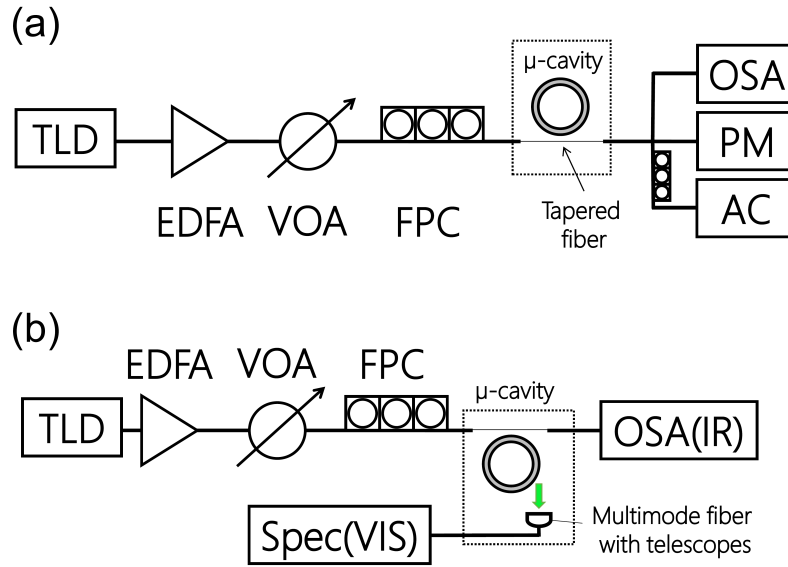 (a)
μ-cavity
OSA
TLD
PM
EDFA VOA FPC
Tapered
fiber
AC
(b)
EDFA VOA FPC
μ-cavity
TLD
OSA(IR)
Spec(VIS)
Multimode fiber
with telescopes